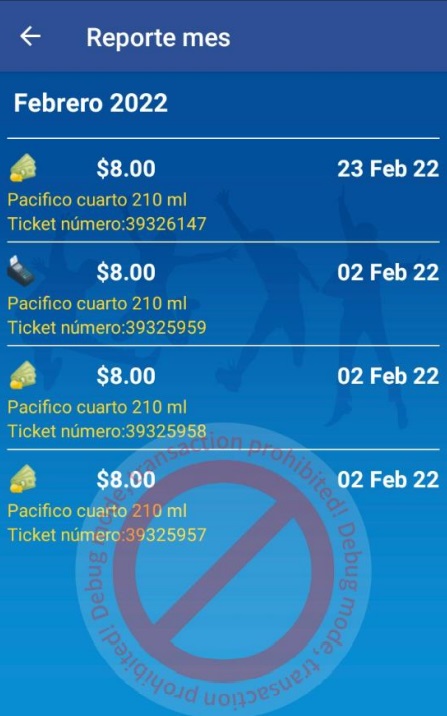 Reporte mes
Febrero 2022
$8.00 23 Feb 22
Pacifico cuarto 210 ml
Ticket número:39326147
$8.00 02 Feb 22
Pacifico cuarto 210 ml
Ticket número:39325959
$8.00 02 Feb 22
Pacifico cuarto 210 ml
Ticket número:39325958
$8.00 02 Feb 22
Pacifico cuarto 210 ml
Ticket número:39325957
Debug mode, transaction prohibited! Debug mode, transaction prohibited!